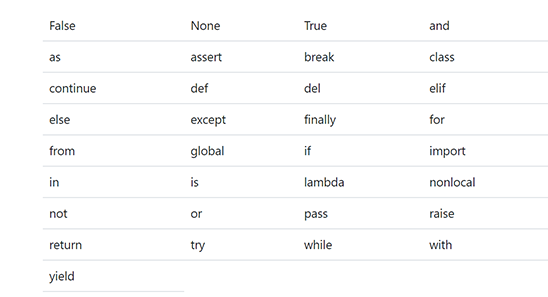 False None True and
as assert break class
continue def del elif
else except finally for
from global if import
in is lambda nonlocal
not or pass raise
return try while with
yield